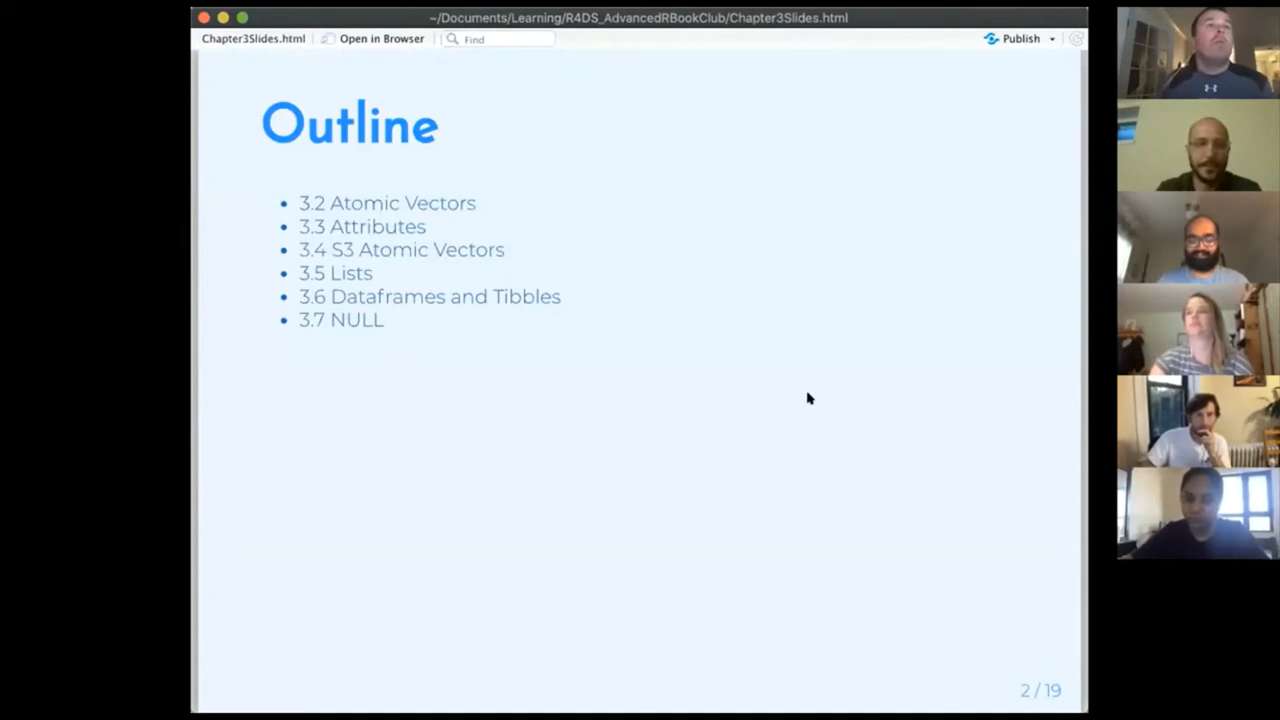 ~/Documents/Learning/R4DS_AdvancedRBookClub/Chapter3Slides.html
Chapter3Slides.html Open in Browser Find Publish
Outline
3.2 Atomic Vectors
3.3 Attributes
3.4 S3 Atomic Vectors
3.5 Lists
3.6 Dataframes and Tibbles
3.7 NULL
2 / 19